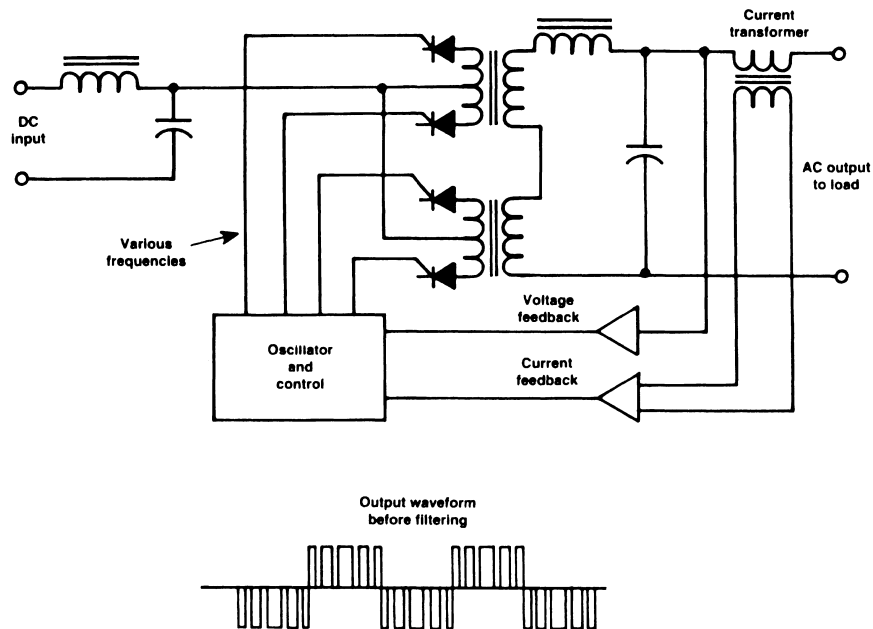 Current
transformer
DC
input
AC output
to load
Various
frequencies
Voltage
feedback
Oscillator
and
control
Current
feedback
Output waveform
before filtering